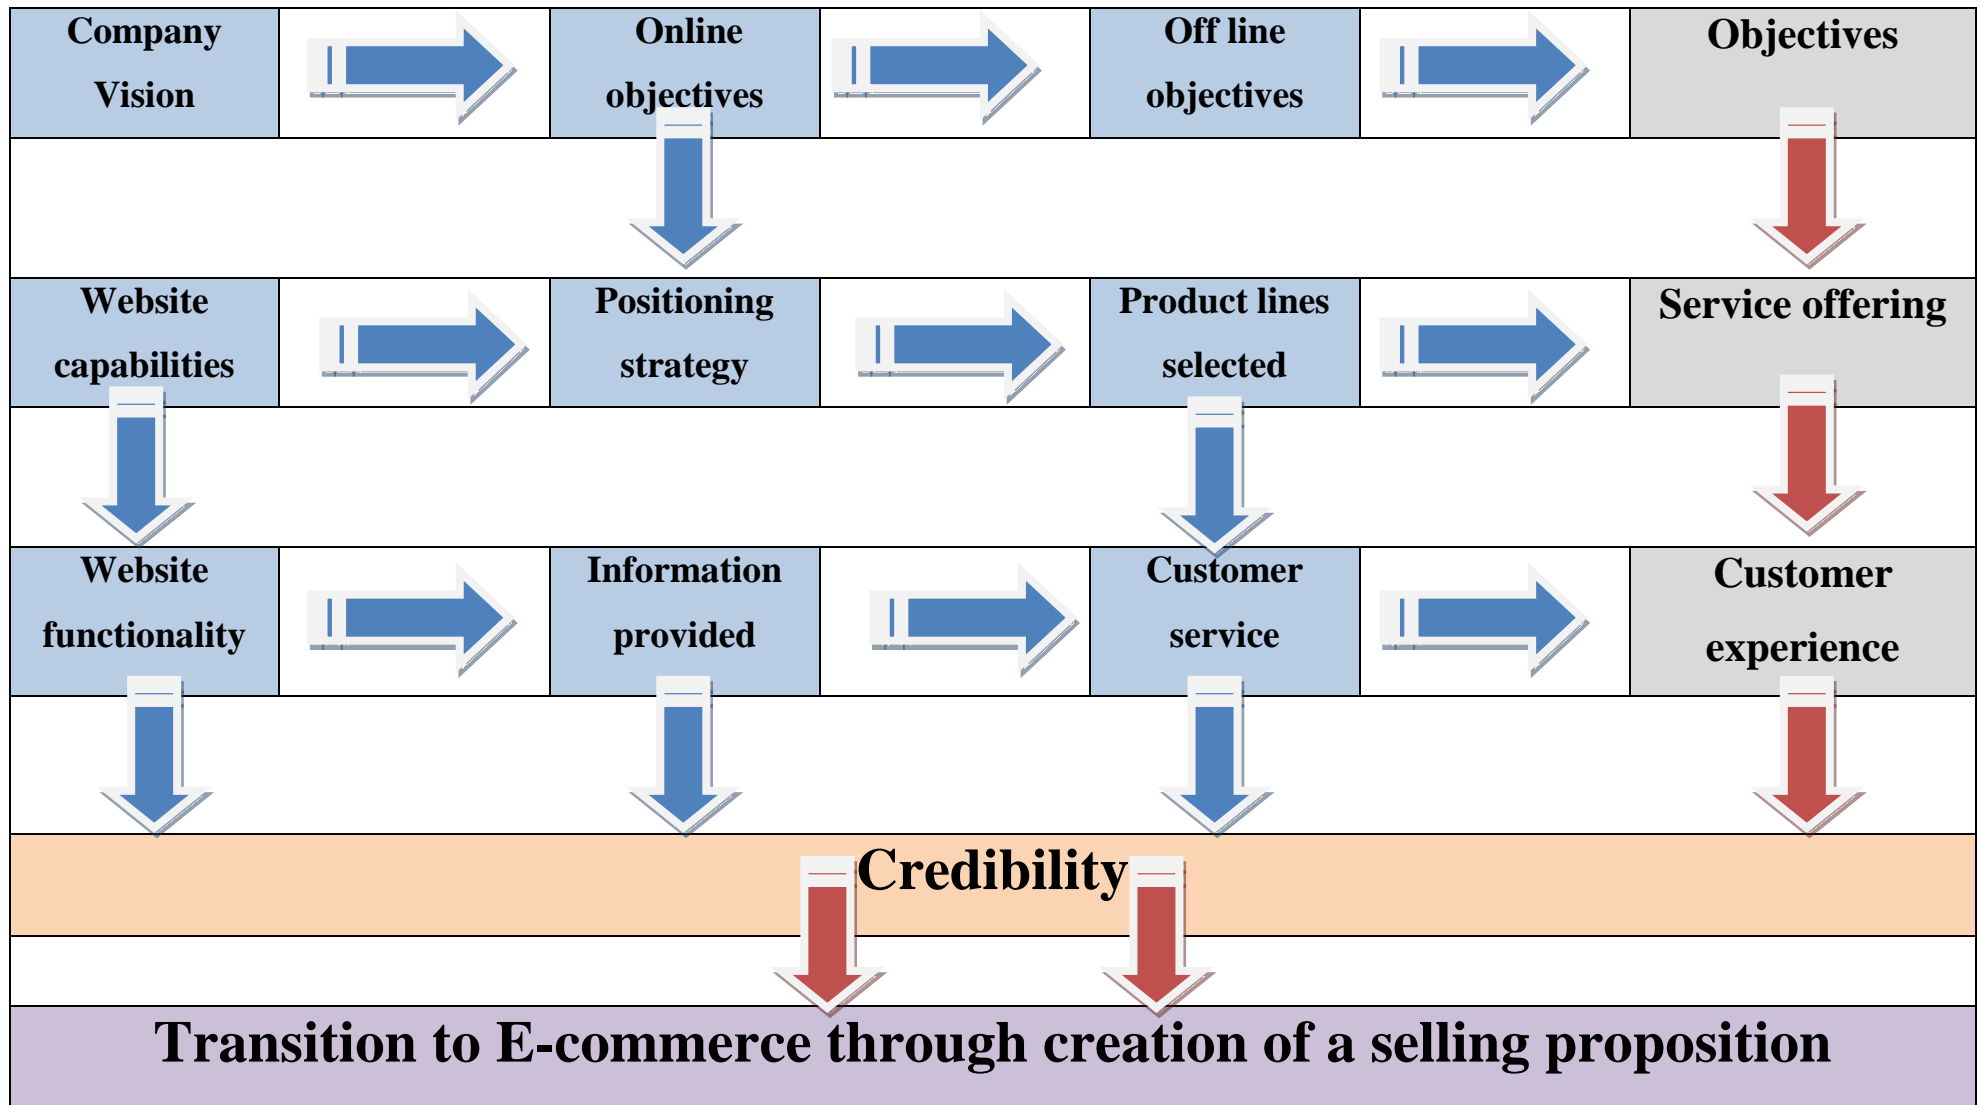 Company
Vision
Online
objectives
Off line
objectives
Objectives
Website
capabilities
Positioning
strategy
Product lines
selected
Service offering
Website
functionality
Information
provided
Customer
service
Customer
experience
Credibility
Transition to E-commerce through creation of a selling proposition